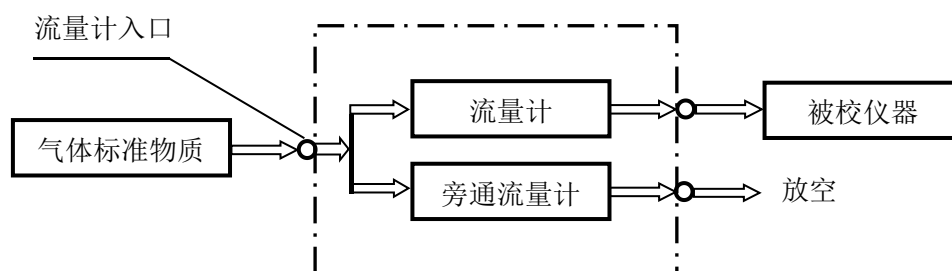 流量计入口
流量计
被校仪器
气体标准物质
旁通流量计
放空